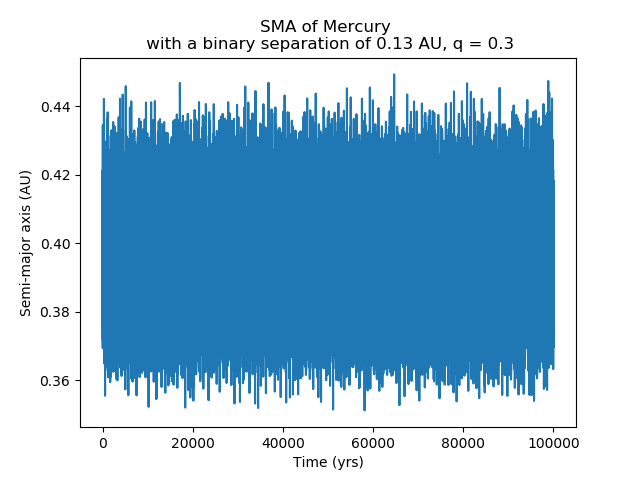 SMA of Mercury
with a binary separation of 0.13 AU, q = 0.3
0.44
0.42
0.40
0.38
0.36
Semi-major axis (AU)
0 20000 40000 60000 80000 100000
Time (yrs)